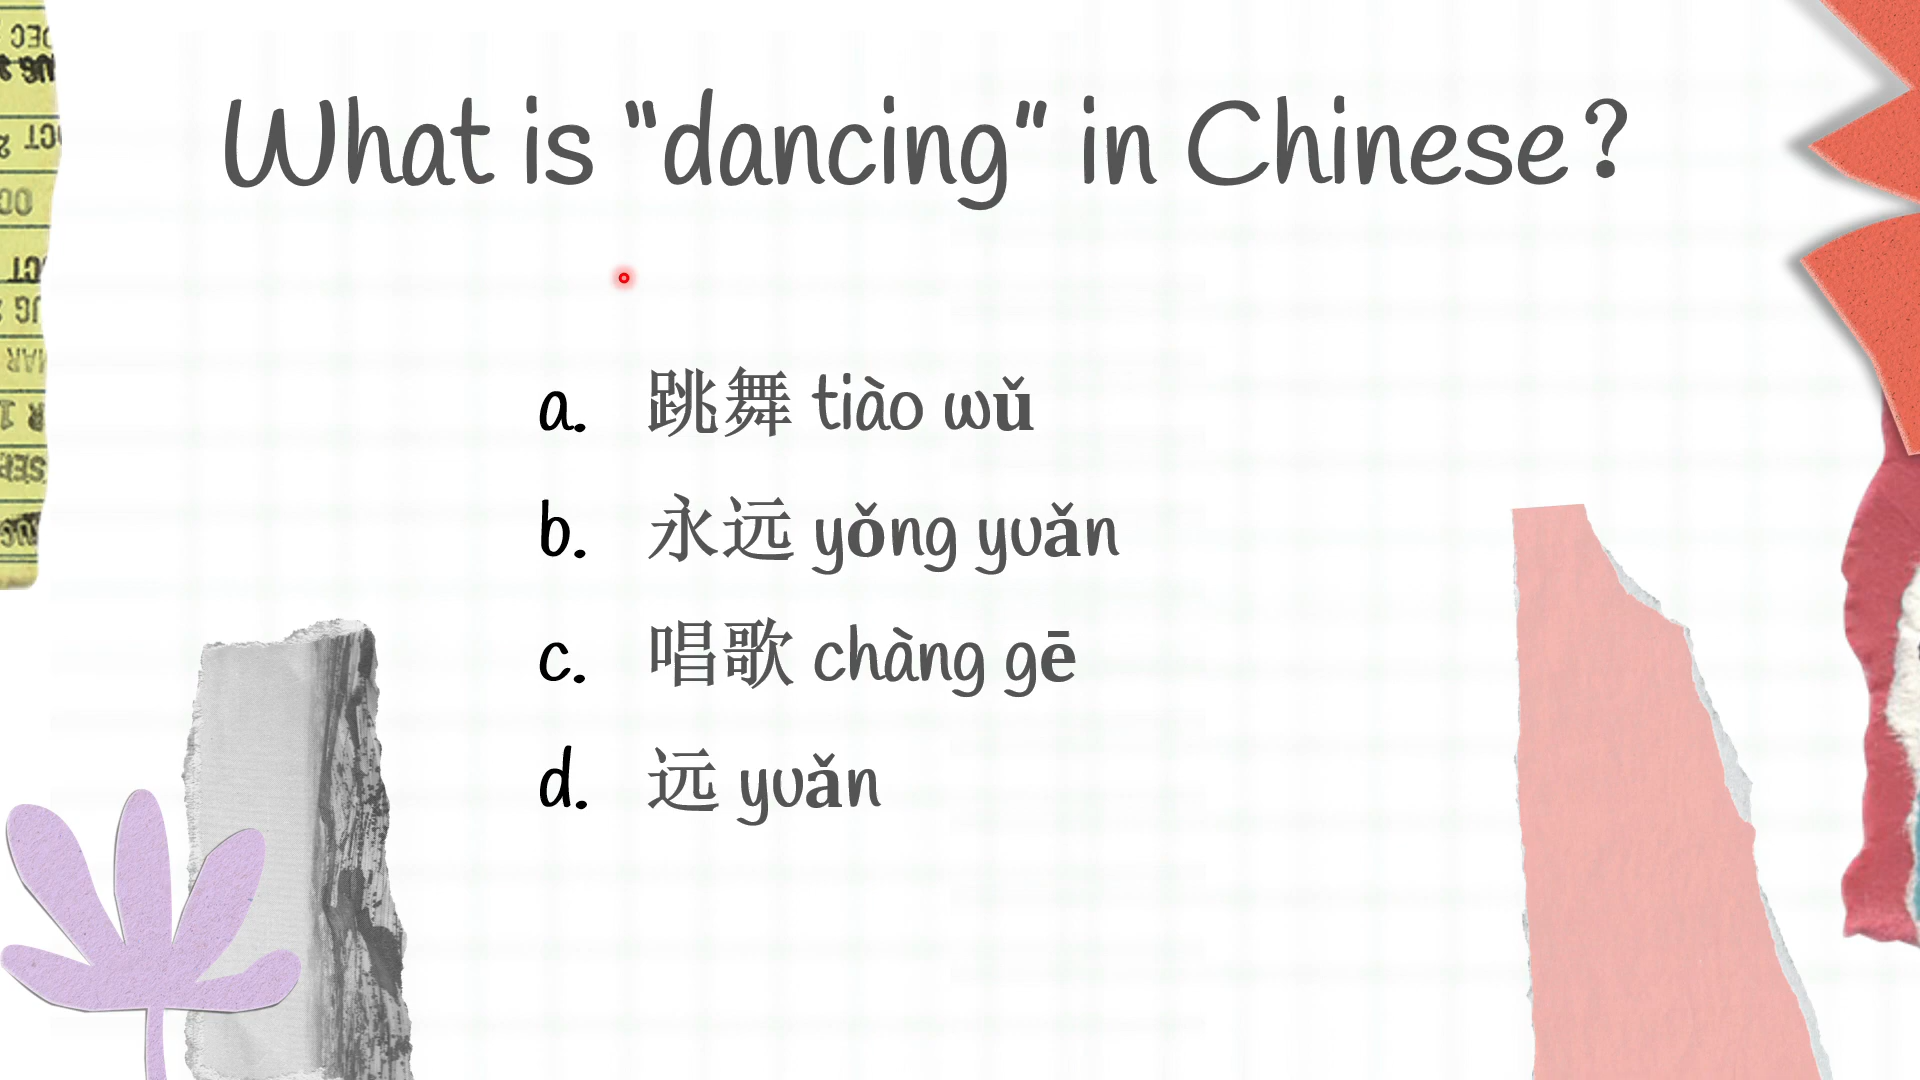 What is "dancing" in Chinese?
a. 跳舞 tiào wǔ
b. 永远 yǒng yuǎn
c. 唱歌 chàng gē
d. 远 yuǎn